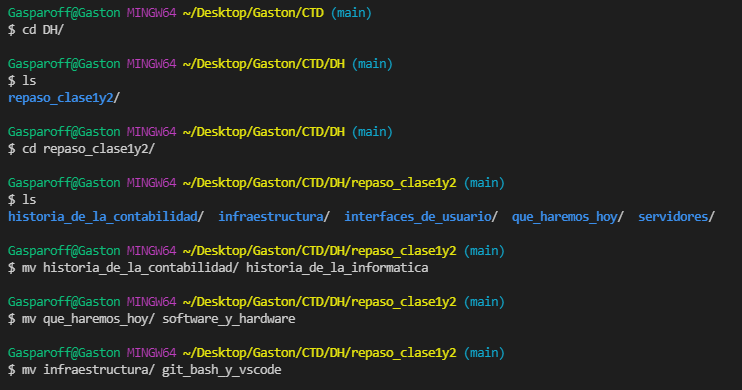 Gasparoff@Gaston MINGW64 ~/Desktop/Gaston/CTD (main)
$ cd DH/
Gasparoff@Gaston MINGW64 ~/Desktop/Gaston/CTD/DH (main)
$ ls
repaso_clase1y2/
Gasparoff@Gaston MINGW64 ~/Desktop/Gaston/CTD/DH (main)
$ cd repaso_clase1y2/
Gasparoff@Gaston MINGW64 ~/Desktop/Gaston/CTD/DH/repaso_clase1y2 (main)
$ ls
historia_de_la_contabilidad/  infraestructura/  interfaces_de_usuario/  que_haremos_hoy/  servidores/
Gasparoff@Gaston MINGW64 ~/Desktop/Gaston/CTD/DH/repaso_clase1y2 (main)
$ mv historia_de_la_contabilidad/ historia_de_la_informatica
Gasparoff@Gaston MINGW64 ~/Desktop/Gaston/CTD/DH/repaso_clase1y2 (main)
$ mv que_haremos_hoy/ software_y_hardware
Gasparoff@Gaston MINGW64 ~/Desktop/Gaston/CTD/DH/repaso_clase1y2 (main)
$ mv infraestructura/ git_bash_y_vscode